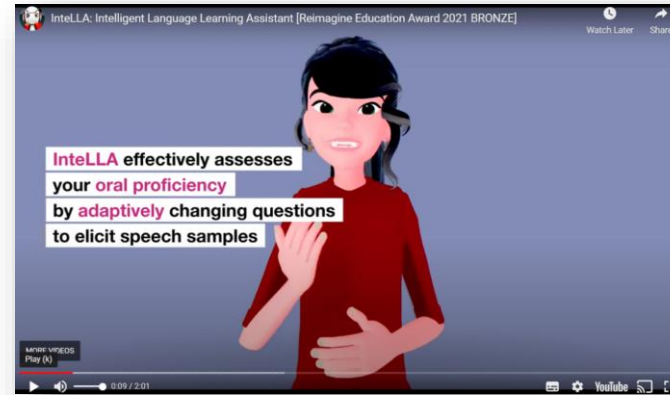 InteLLA: Intelligent Language Learning Assistant [Reimagine Education Award 2021 BRONZE]
Watch Later
Share
InteLLA effectively assesses
your oral proficiency
by adaptively changing questions
to elicit speech samples
MORE VIDEOS
Play (k)
0:09 / 2:01
YouTube